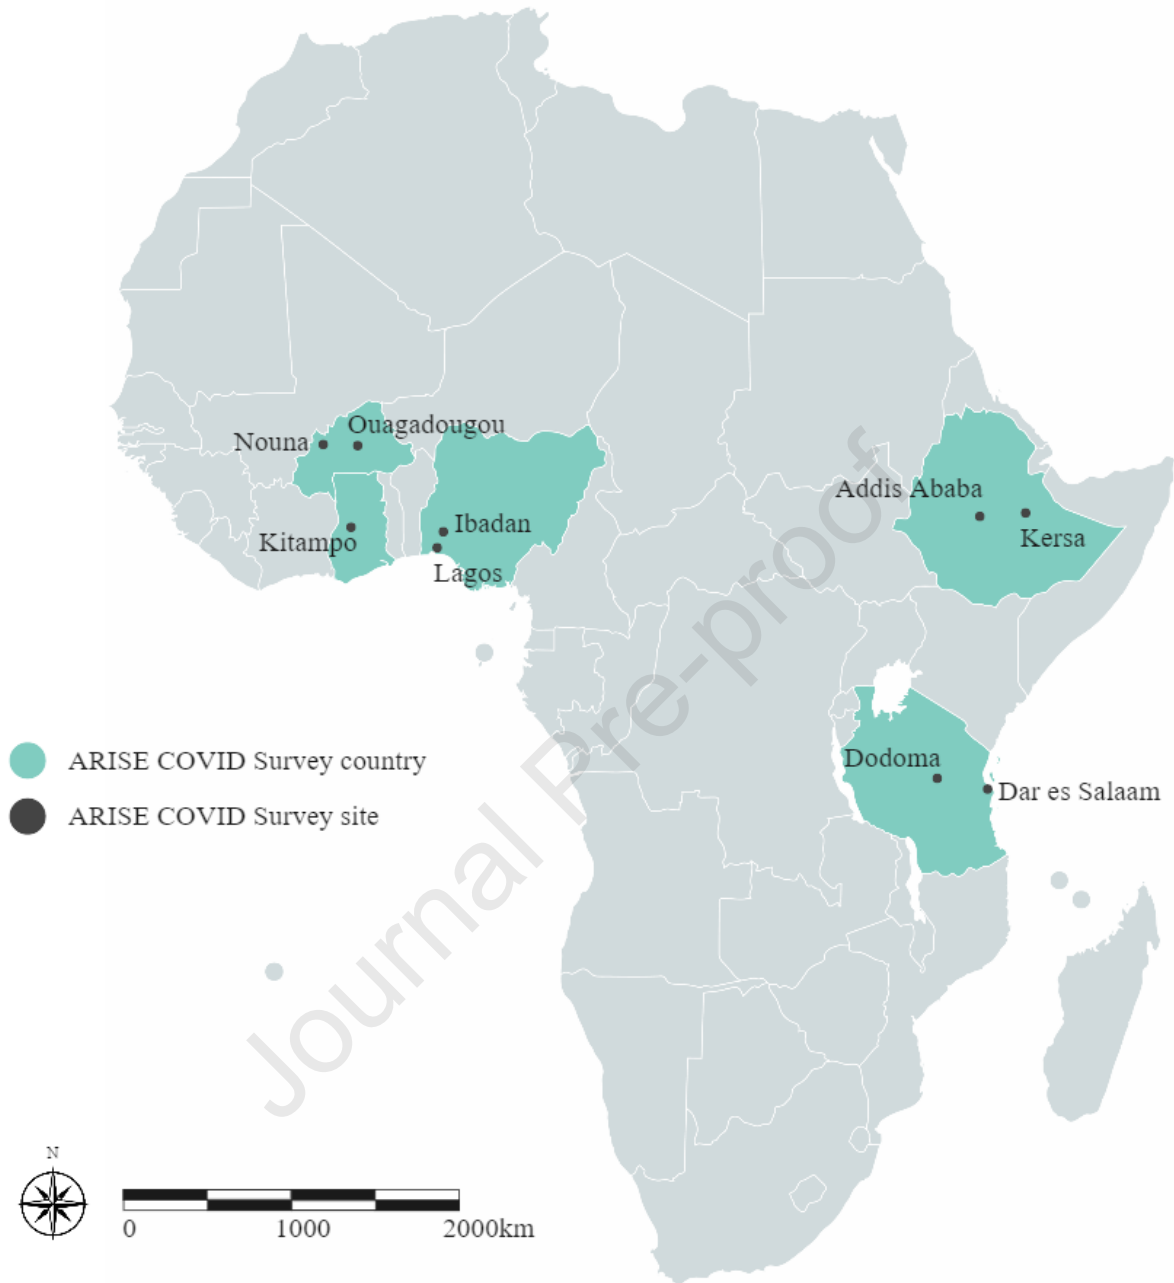 Ouagadougou
Nouna
Addis Ababa
Ibadan
Kersa
Kitampo
Lagos
Dodoma
ARISE COVID Survey country
Dar es Salaam
ARISE COVID Survey site
Journal Pre-proof
N
0 1000 2000km